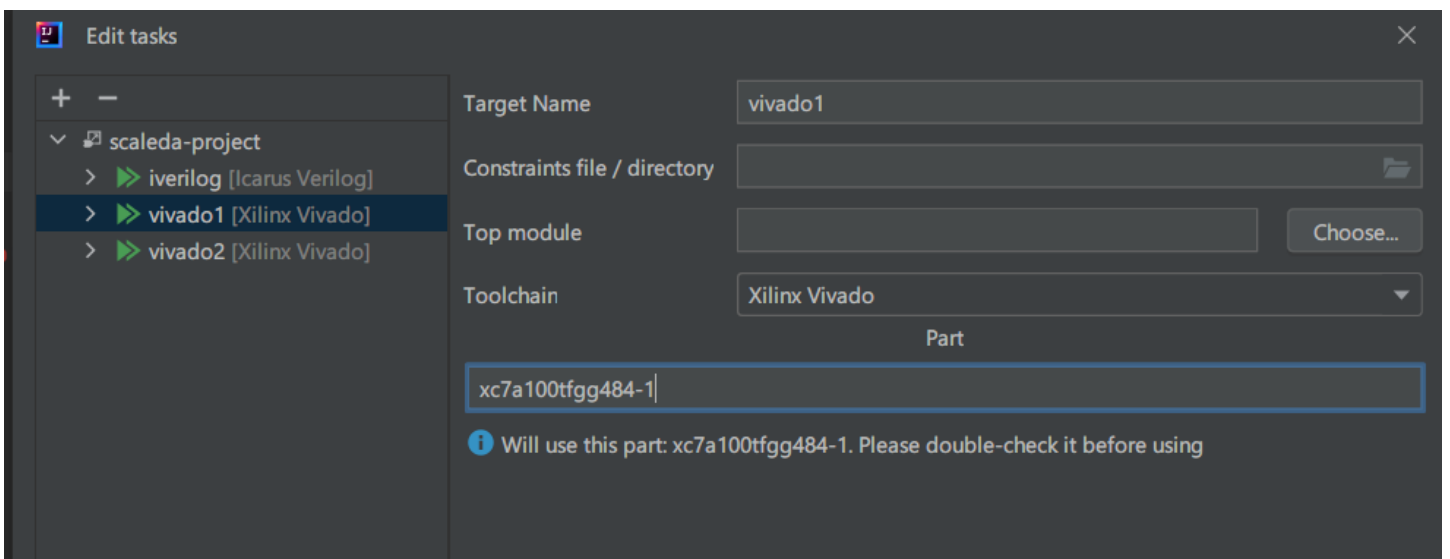 Edit tasks
scaleda-project
iverilog [Icarus Verilog]
vivado1 [Xilinx Vivado]
vivado2 [Xilinx Vivado]
Target Name vivado1
Constraints file / directory
Top module Choose...
Toolchain Xilinx Vivado
Part
xc7a100tfgg484-1
Will use this part: xc7a100tfgg484-1. Please double-check it before using